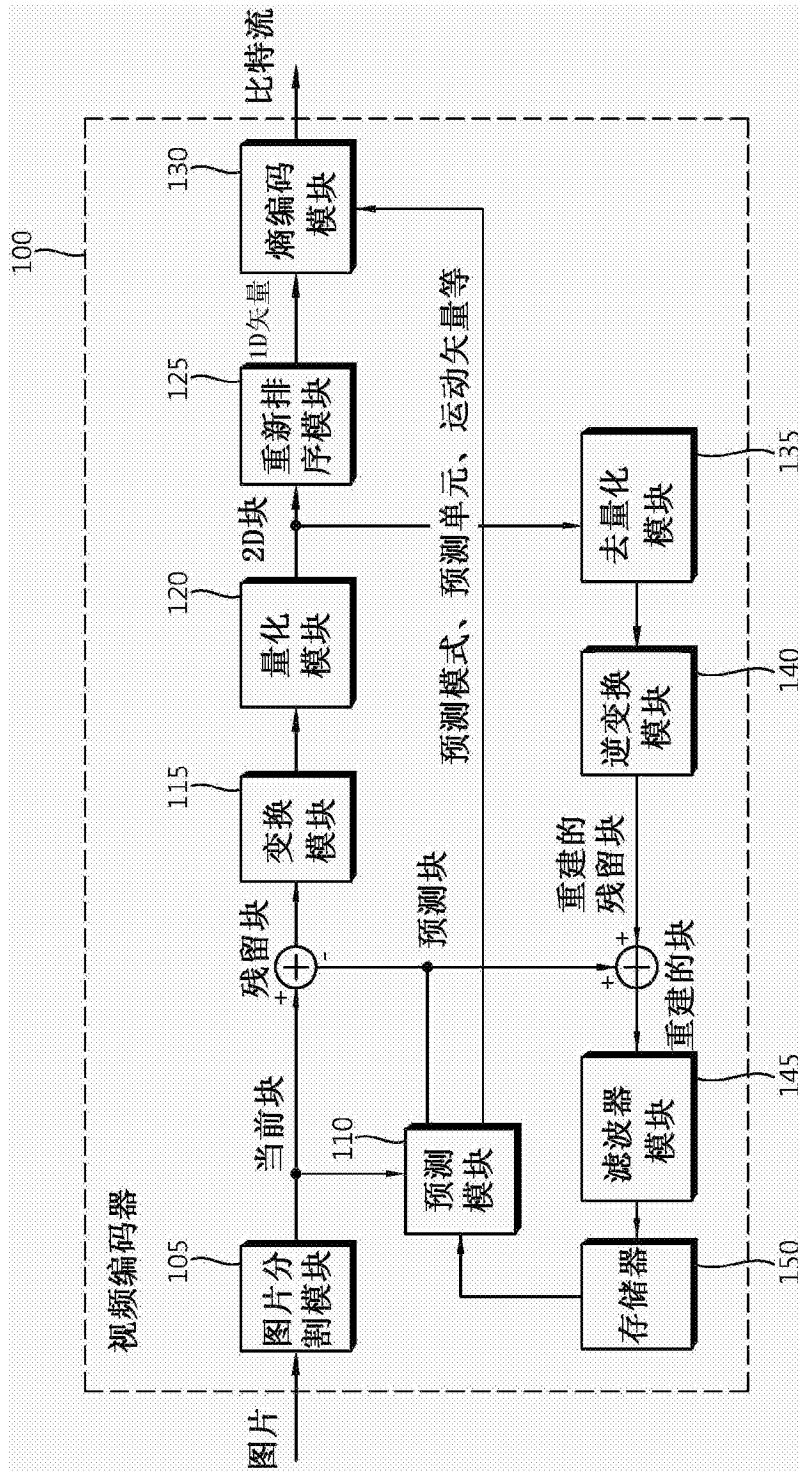 100
视频编码器
图片
105
图片分
割模块
当前块
残留块
+
-
115
变换
模块
120
量化
模块
2D块
125
重新排
序模块
1D矢量
130
熵编码
模块
比特流
110
预测
模块
预测块
预测模式、预测单元、运动矢量等
150
存储器
145
滤波器
模块
重建的块
+
+
重建的
残留块
140
逆变换
模块
135
去量化
模块